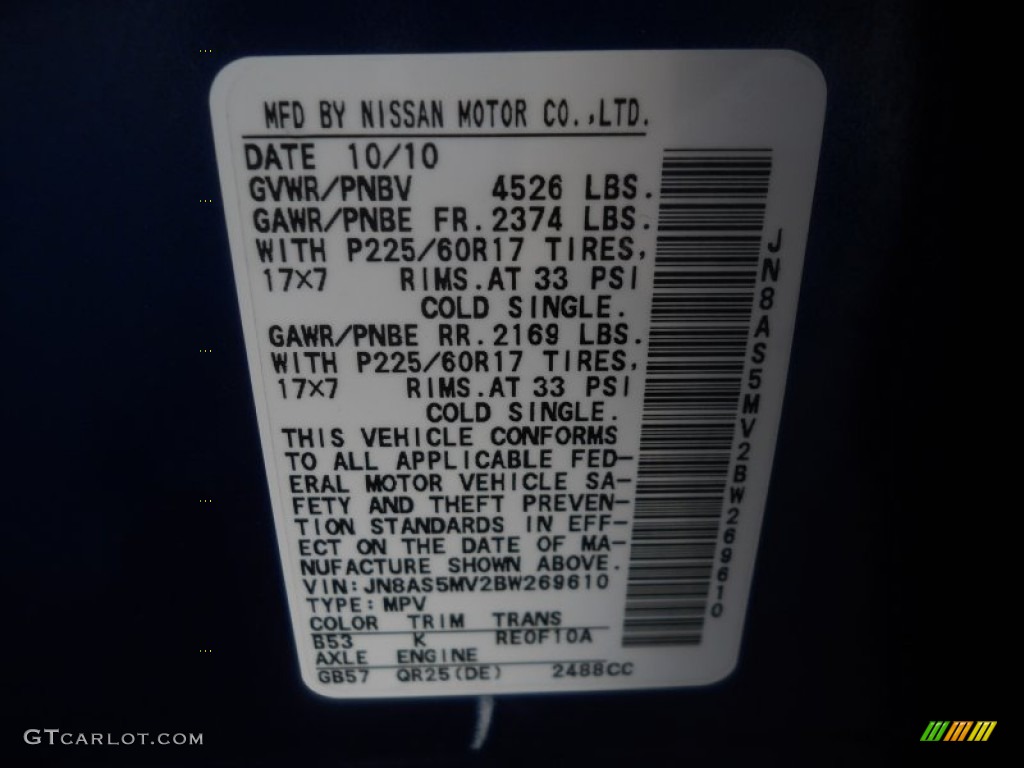 MFD BY NISSAN MOTOR CO.,LTD.
DATE 10/10
GVWR/PNBV 4526 LBS.
GAWR/PNBE FR. 2374 LBS.
WITH P225/60R17 TIRES,
17×7 RIMS.AT 33 PSI
COLD SINGLE.
GAWR/PNBE RR. 2169 LBS.
WITH P225/60R17 TIRES,
17×7 RIMS.AT 33 PSI
COLD SINGLE.
THIS VEHICLE CONFORMS
TO ALL APPLICABLE FED-
ERAL MOTOR VEHICLE SA-
FETY AND THEFT PREVEN-
TION STANDARDS IN EFF-
ECT ON THE DATE OF MA-
NUFACTURE SHOWN ABOVE.
VIN:JN8AS5MV2BW269610
TYPE:MPV
COLOR TRIM TRANS
B53 K RE0F10A
AXLE ENGINE
GB57 QR25(DE) 2488CC
JN8AS5MV2BW269610
GTCARLOT.COM